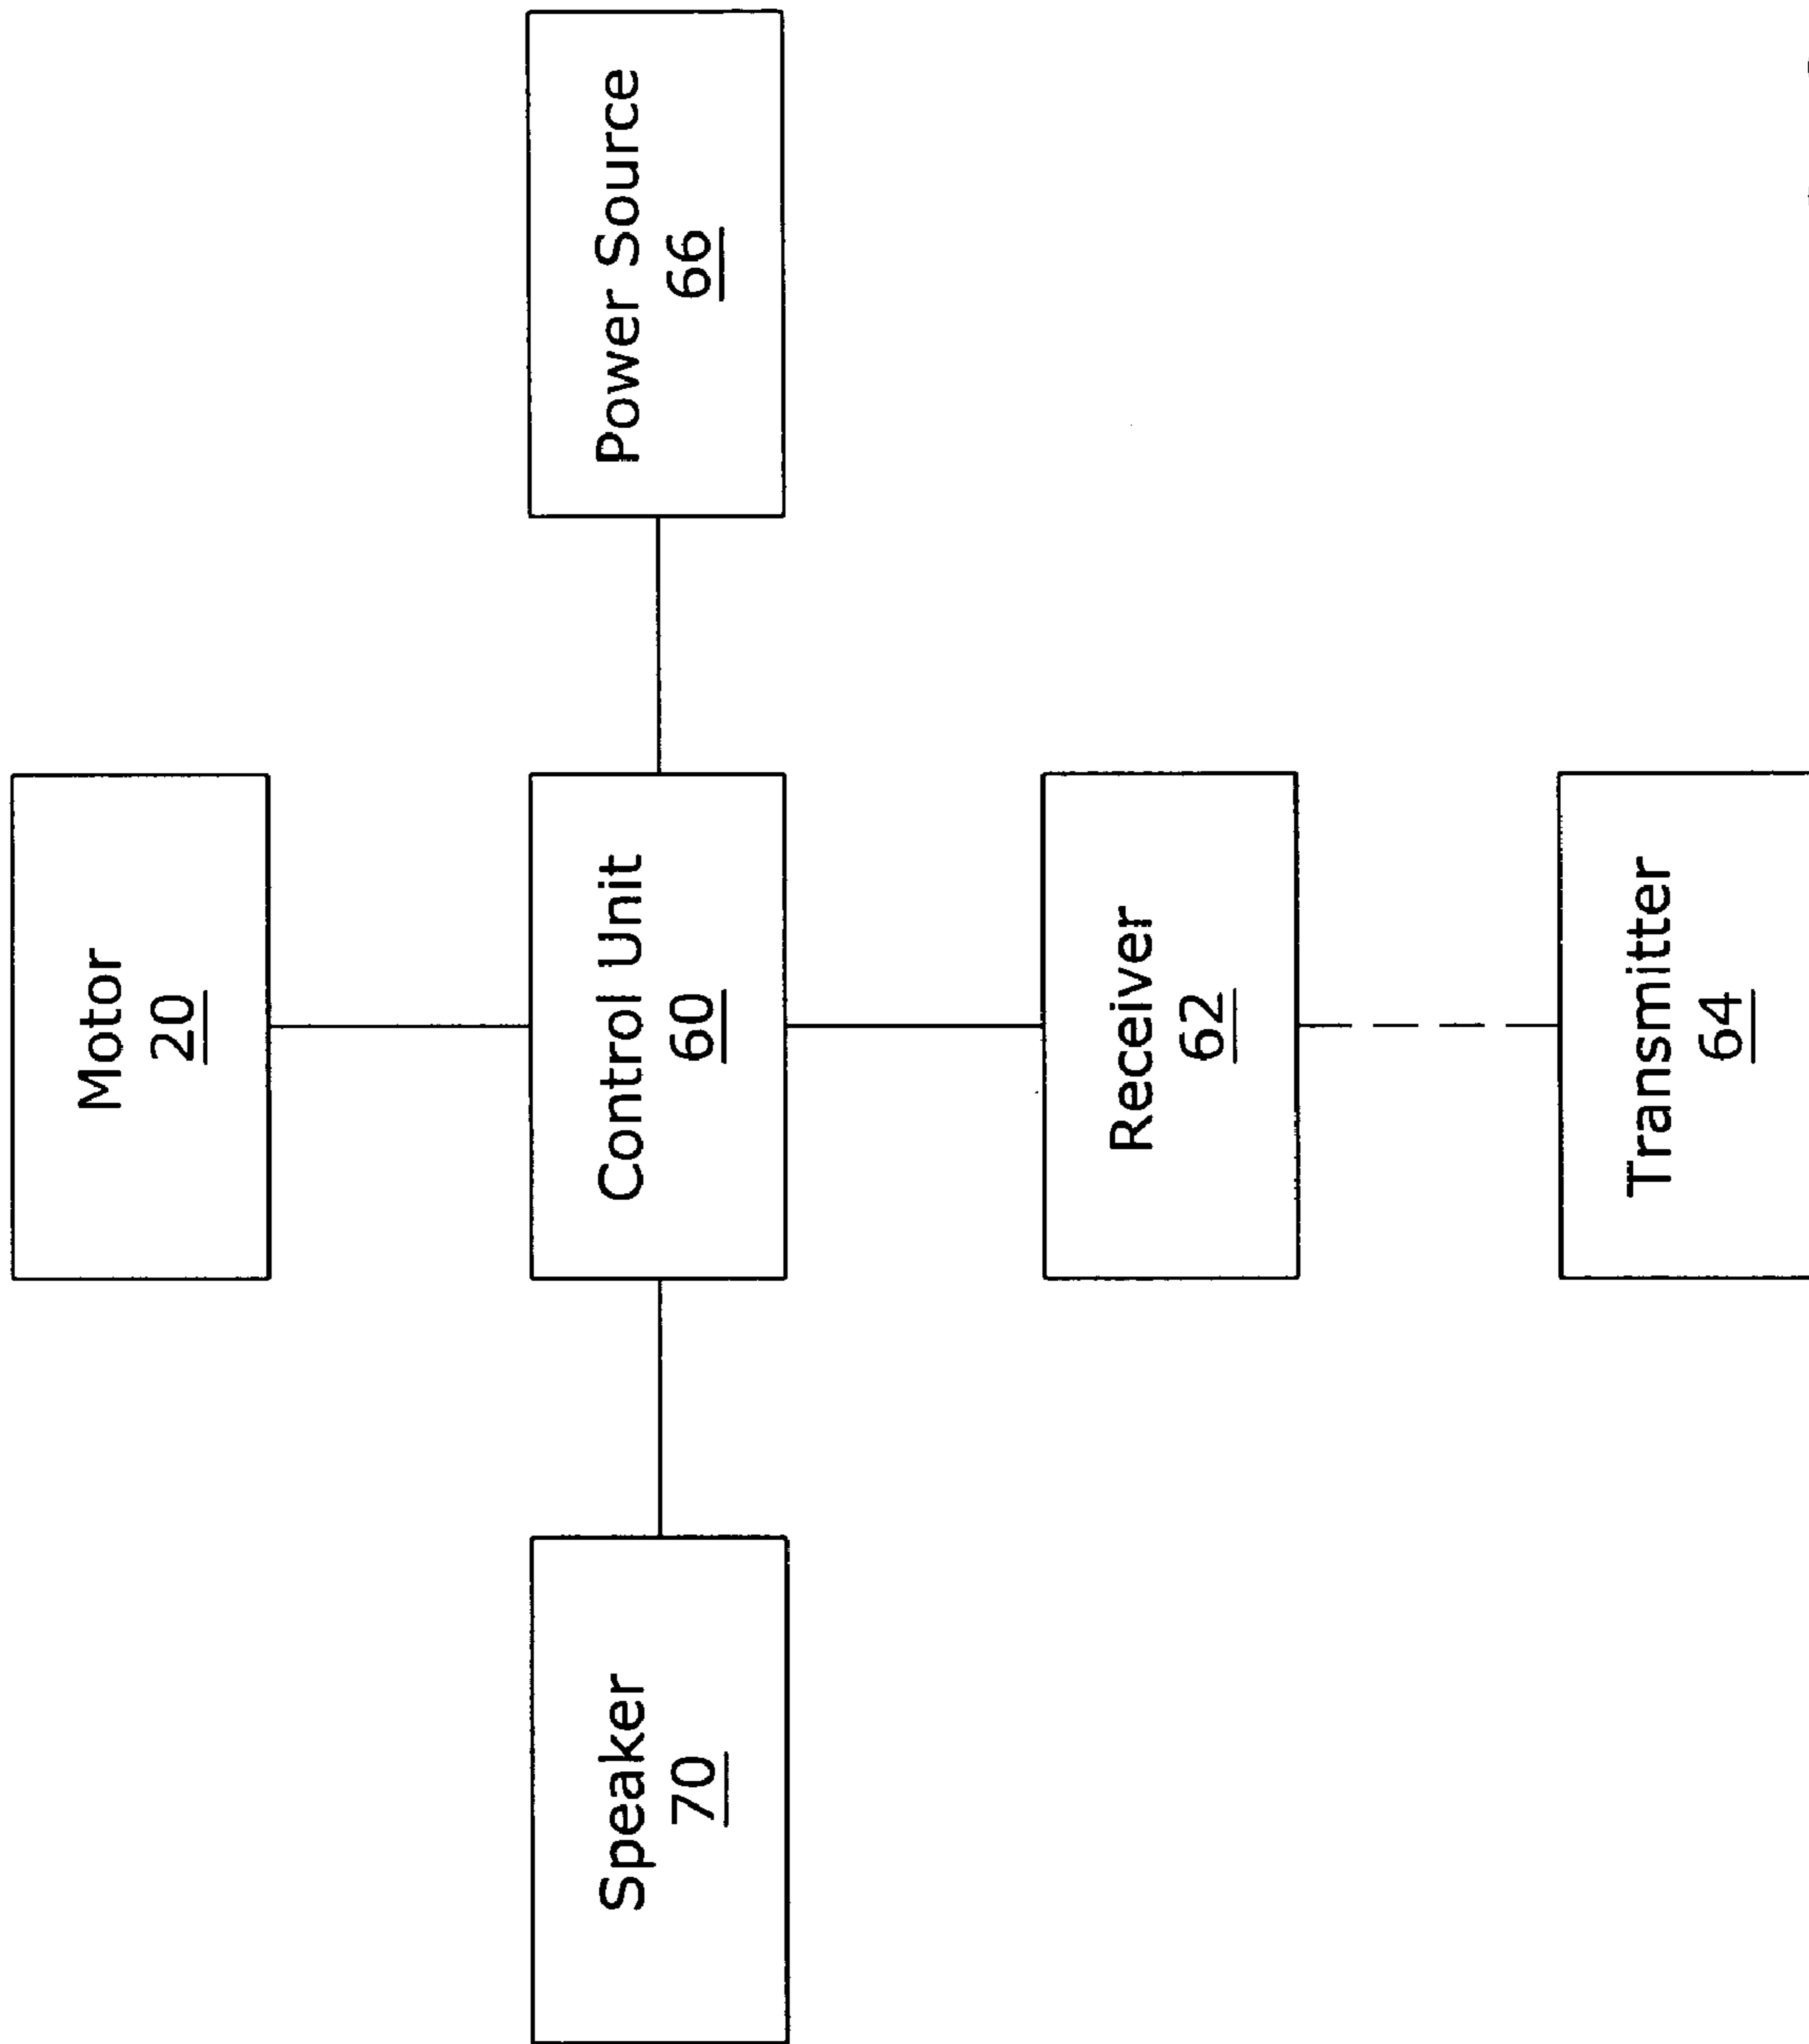 Motor
20
Speaker
70
Control Unit
60
Power Source
66
Receiver
62
Transmitter
64